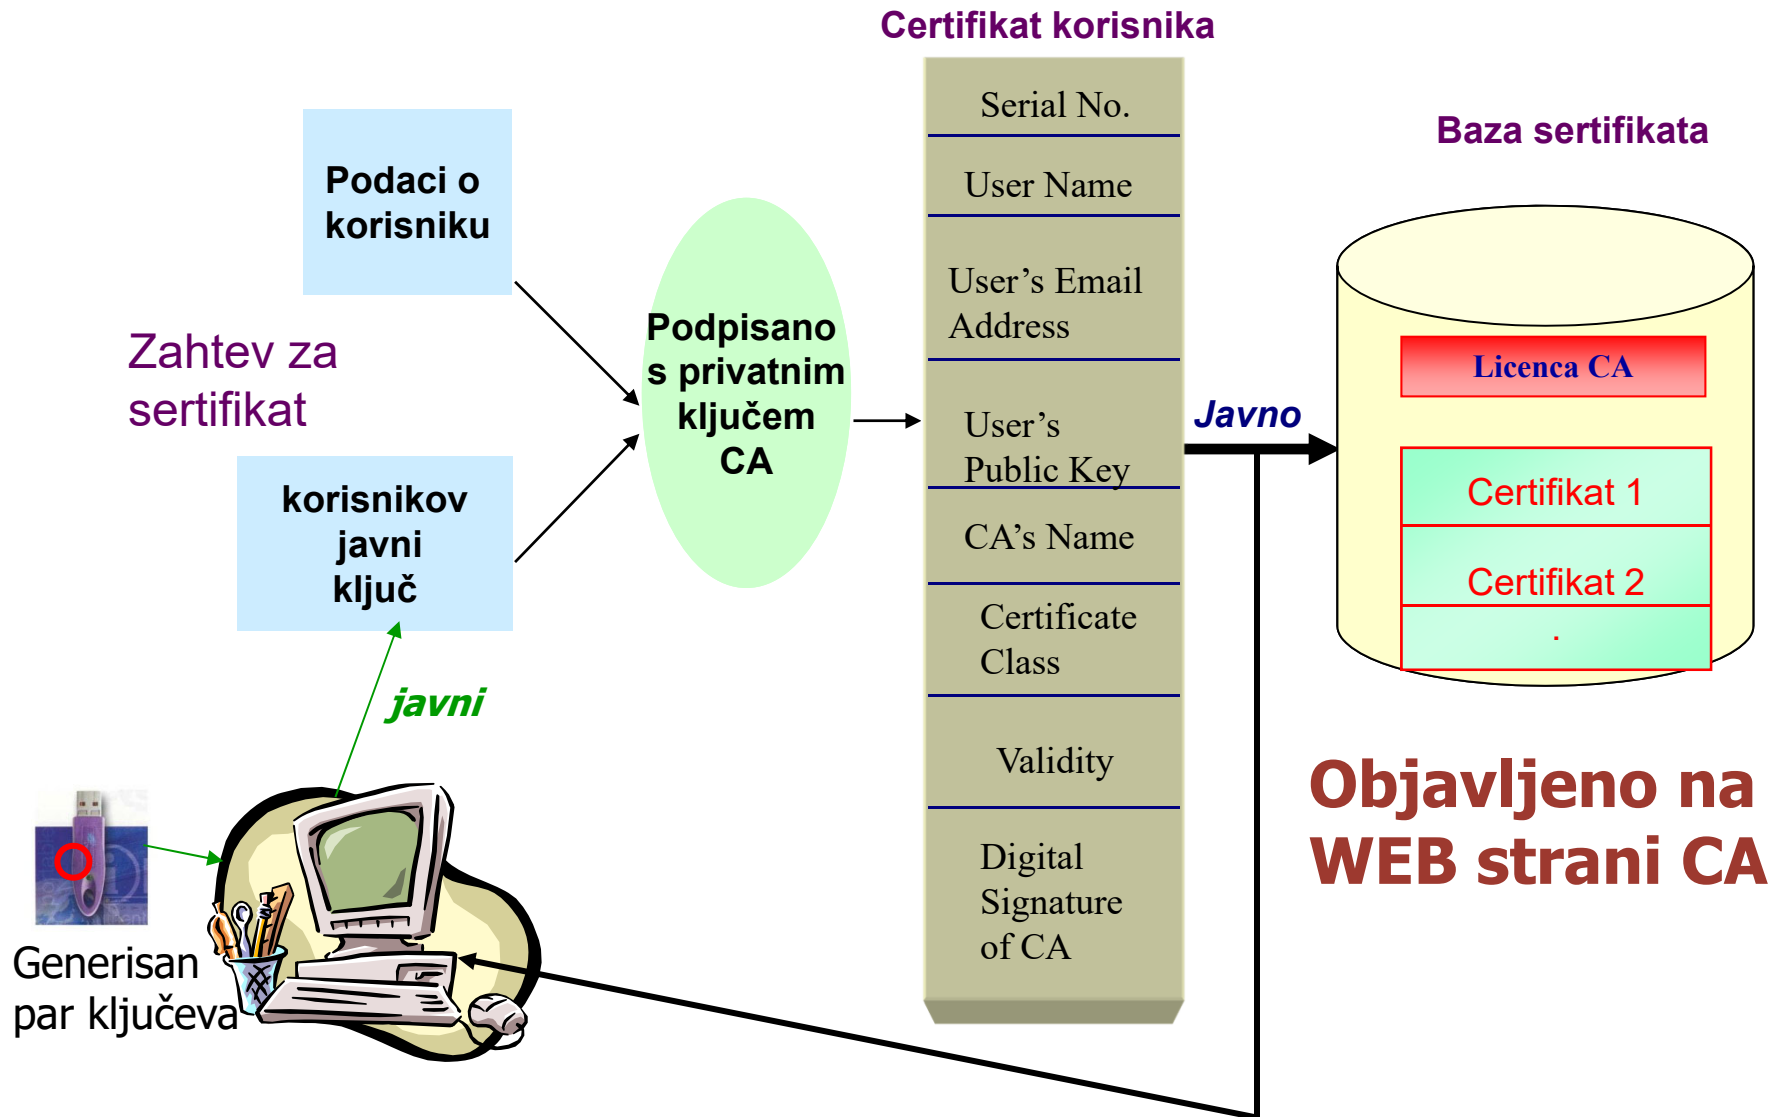 Certifikat korisnika
Serial No.
User Name
User's Email
Address
User's
Public Key
CA's Name
Certificate
Class
Validity
Digital
Signature
of CA
Podaci o
korisniku
Zahtev za
sertifikat
korisnikov
javni
ključ
Podpisano
s privatnim
ključem
CA
javni
Generisan
par ključeva
Javno
Baza sertifikata
Licenca CA
Certifikat 1
Certifikat 2
.
Objavljeno na
WEB strani CA